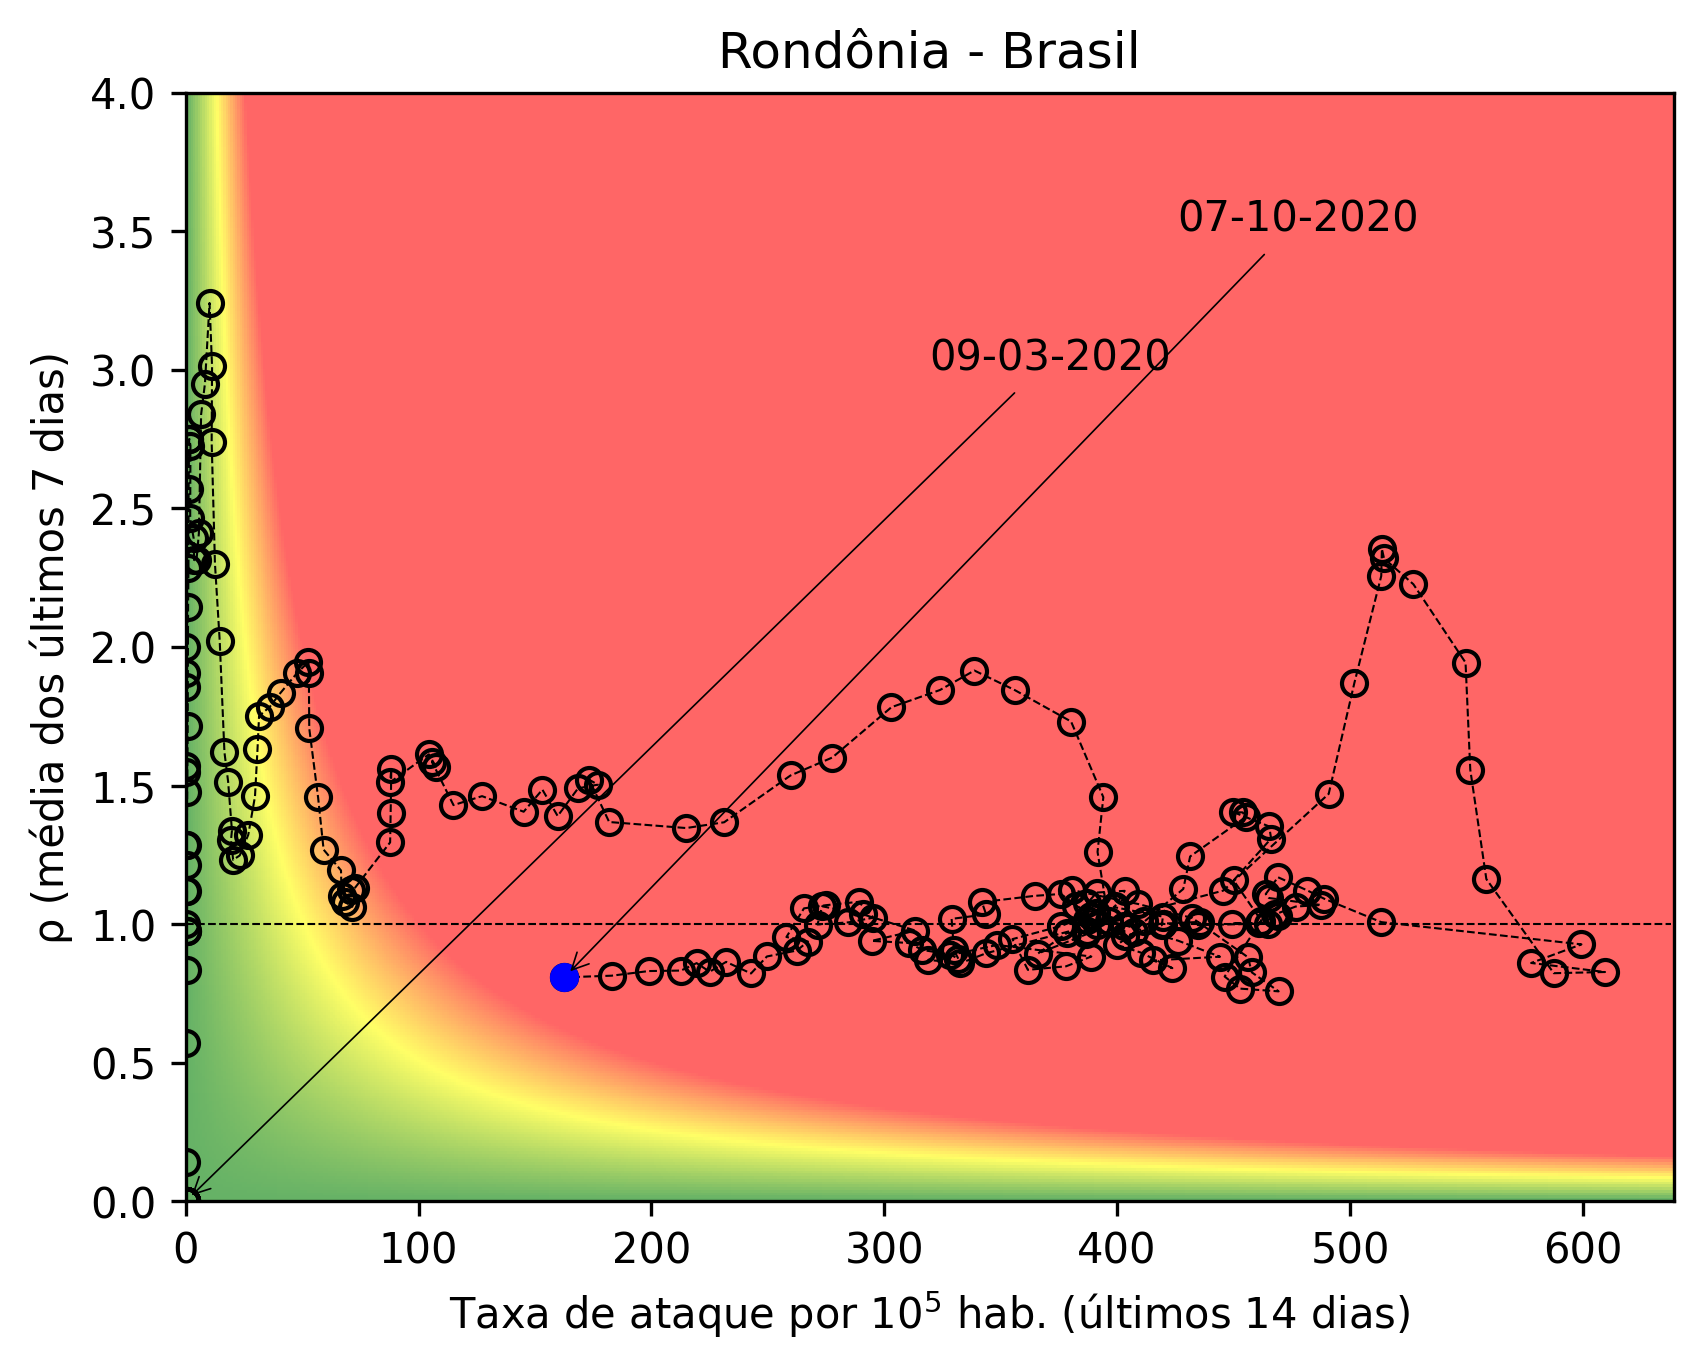 Rondônia - Brasil
4.0
3.5
3.0
2.5
2.0
1.5
1.0
0.5
0.0
ρ (média dos últimos 7 dias)
07-10-2020
09-03-2020
0 100 200 300 400 500 600
Taxa de ataque por 10⁵ hab. (últimos 14 dias)